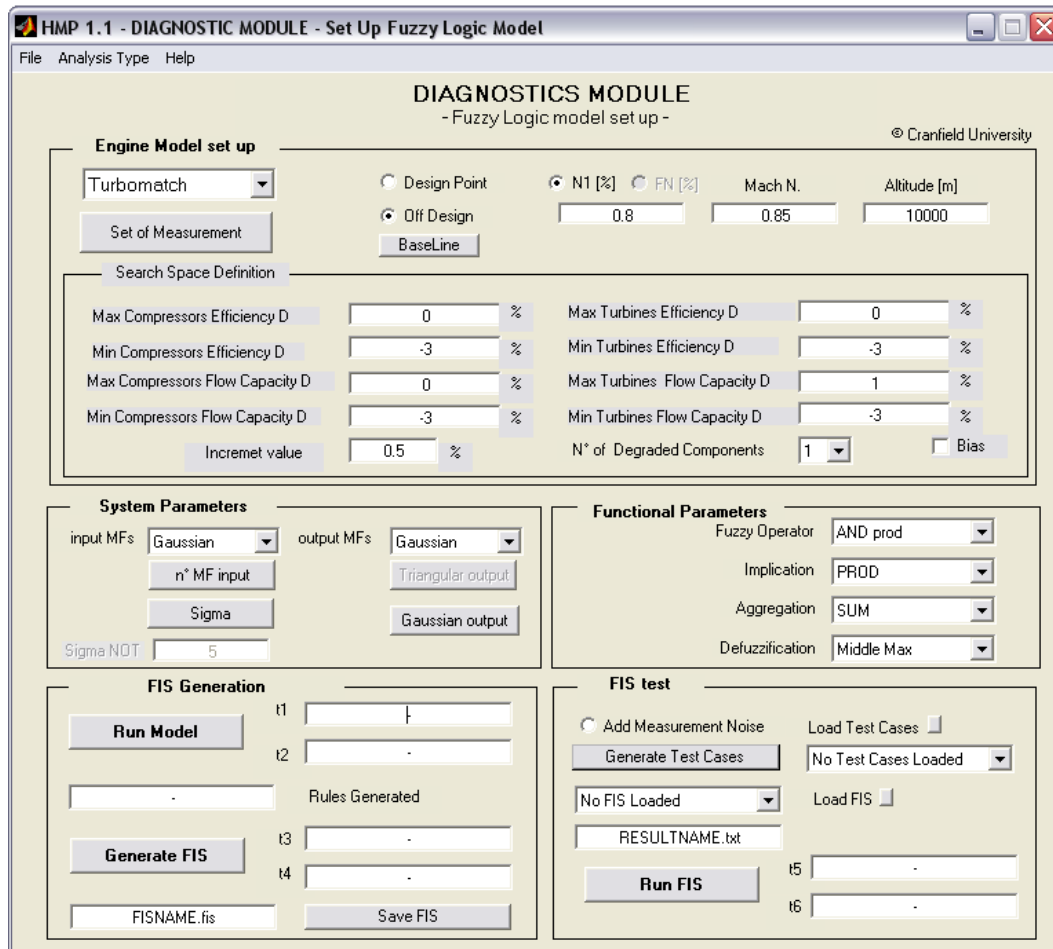 HMP 1.1 - DIAGNOSTIC MODULE - Set Up Fuzzy Logic Model
File Analysis Type Help
DIAGNOSTICS MODULE
- Fuzzy Logic model set up -
© Cranfield University
Engine Model set up
Turbomatch
Design Point
N1 [%] FN [%] Mach N. Altitude [m]
Off Design
0.8 0.85 10000
Set of Measurement
BaseLine
Search Space Definition
Max Compressors Efficiency D 0 % Max Turbines Efficiency D 0 %
Min Compressors Efficiency D -3 % Min Turbines Efficiency D -3 %
Max Compressors Flow Capacity D 0 % Max Turbines Flow Capacity D 1 %
Min Compressors Flow Capacity D -3 % Min Turbines Flow Capacity D -3 %
Incremet value 0.5 % N° of Degraded Components 1 Bias
System Parameters
input MFs Gaussian output MFs Gaussian
n° MF input Triangular output
Sigma Gaussian output
Sigma NOT 5
Functional Parameters
Fuzzy Operator AND prod
Implication PROD
Aggregation SUM
Defuzzification Middle Max
FIS Generation
Run Model t1 -
t2 -
- Rules Generated
Generate FIS t3 -
t4 -
FISNAME.fis Save FIS
FIS test
Add Measurement Noise Load Test Cases
Generate Test Cases No Test Cases Loaded
No FIS Loaded Load FIS
RESULTNAME.txt
Run FIS t5 -
t6 -